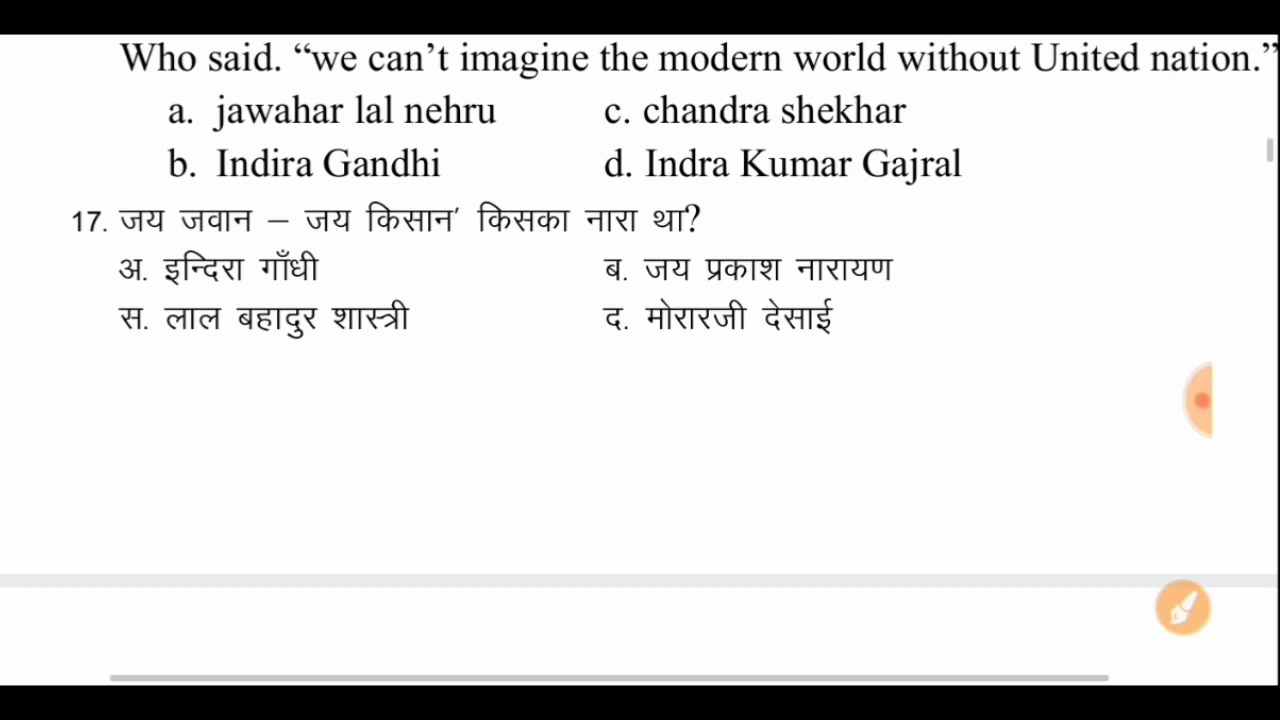 Who said. “we can’t imagine the modern world without United nation.”
a. jawahar lal nehru c. chandra shekhar
b. Indira Gandhi d. Indra Kumar Gajral
17. जय जवान – जय किसान’ किसका नारा था?
अ. इन्दिरा गाँधी ब. जय प्रकाश नारायण
स. लाल बहादुर शास्त्री द. मोरारजी देसाई